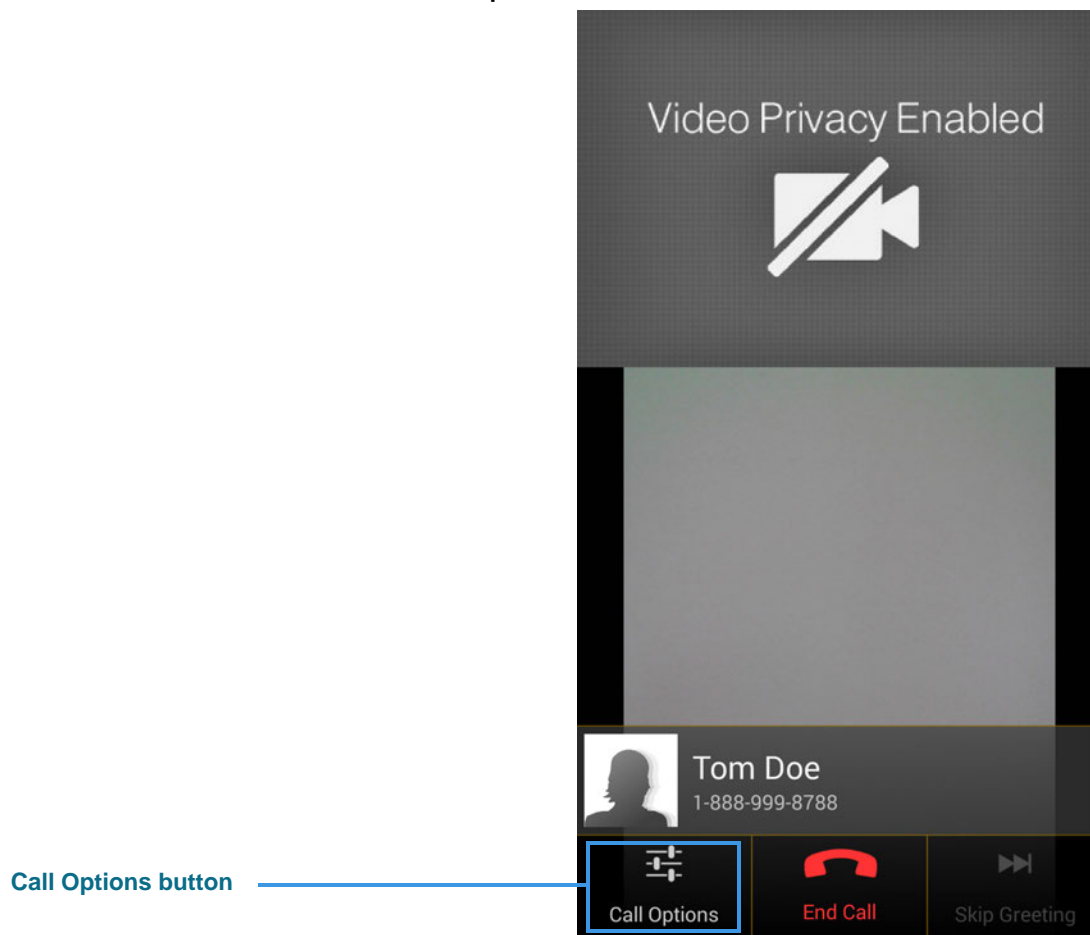 Video Privacy Enabled
Tom Doe
1-888-999-8788
Call Options button
Call Options
End Call
Skip Greeting